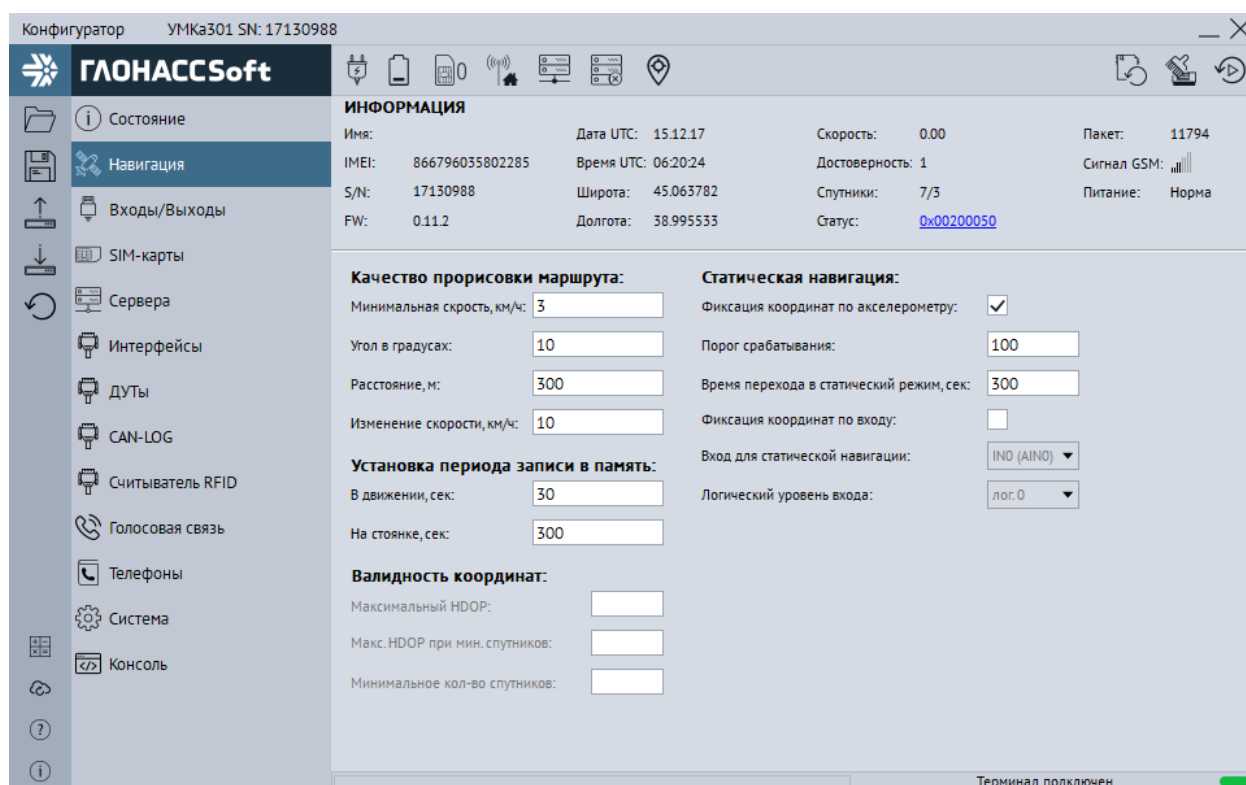 Конфигуратор УМКа301 SN: 17130988
ГЛОНАССSoft
0
ИНФОРМАЦИЯ
Имя: Дата UTC: 15.12.17 Скорость: 0.00 Пакет: 11794
IMEI: 866796035802285 Время UTC: 06:20:24 Достоверность: 1 Сигнал GSM:
S/N: 17130988 Широта: 45.063782 Спутники: 7/3 Питание: Норма
FW: 0.11.2 Долгота: 38.995533 Статус: 0x00200050
Состояние
Навигация
Входы/Выходы
SIM-карты
Сервера
Интерфейсы
ДУТы
CAN-LOG
Считыватель RFID
Голосовая связь
Телефоны
Система
Консоль
Качество прорисовки маршрута:
Минимальная скрость, км/ч: 3
Угол в градусах: 10
Расстояние, м: 300
Изменение скорости, км/ч: 10
Установка периода записи в память:
В движении, сек: 30
На стоянке, сек: 300
Валидность координат:
Максимальный HDOP:
Макс. HDOP при мин. спутников:
Минимальное кол-во спутников:
Статическая навигация:
Фиксация координат по акселерометру:
Порог срабатывания: 100
Время перехода в статический режим, сек: 300
Фиксация координат по входу:
Вход для статической навигации: IN0 (AIN0)
Логический уровень входа: лог. 0
Терминал подключен